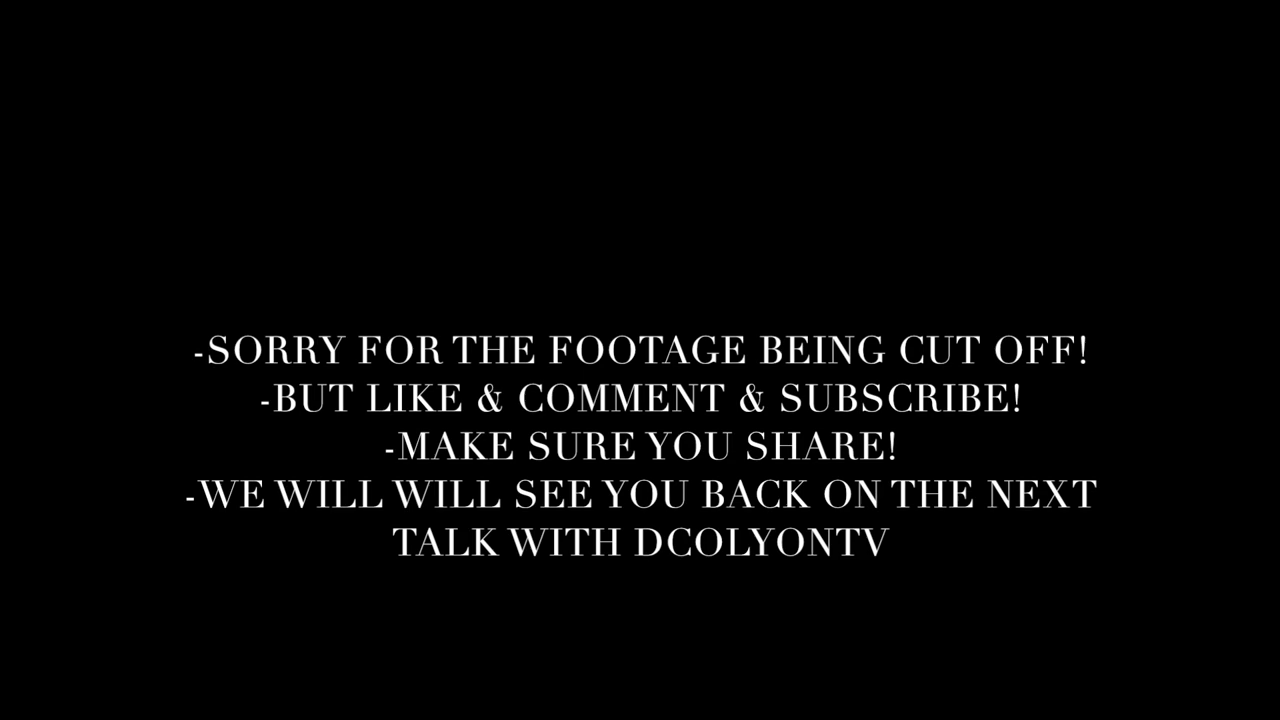 -SORRY FOR THE FOOTAGE BEING CUT OFF!
-BUT LIKE & COMMENT & SUBSCRIBE!
-MAKE SURE YOU SHARE!
-WE WILL WILL SEE YOU BACK ON THE NEXT
TALK WITH DCOLYONTV